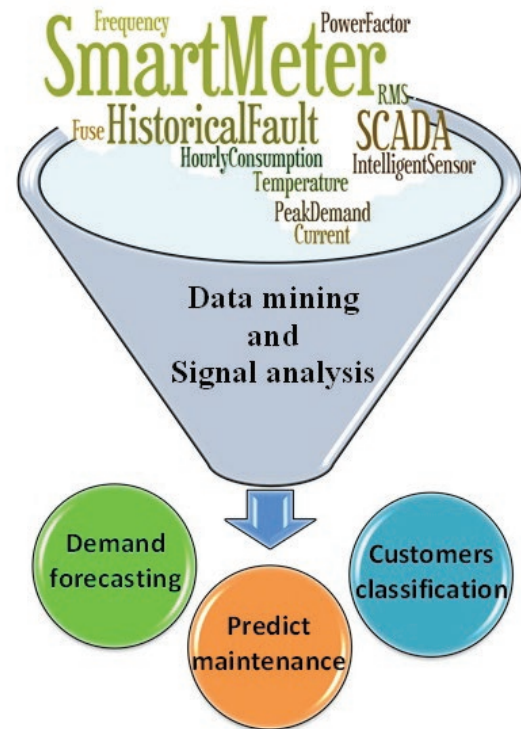 Frequency
PowerFactor
SmartMeter
RMS
Fuse
HistoricalFault
SCADA
HourlyConsumption
IntelligentSensor
Temperature
PeakDemand
Current
Data mining
and
Signal analysis
Demand
forecasting
Customers
classification
Predict
maintenance